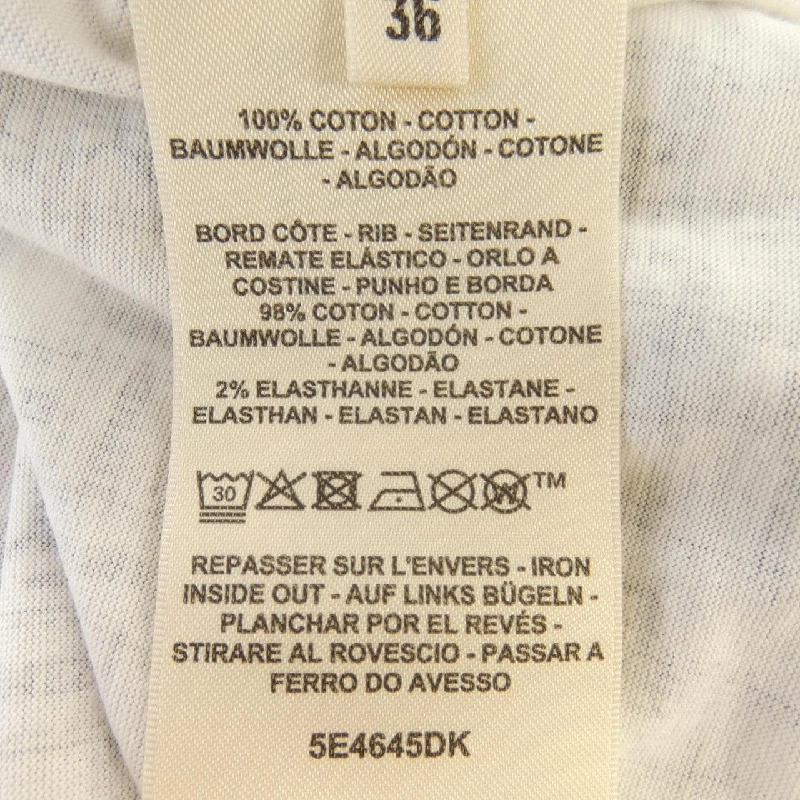 36
100% COTON - COTTON -
BAUMWOLLE - ALGODÓN - COTONE
- ALGODÃO
BORD CÔTE - RIB - SEITENRAND -
REMATE ELÁSTICO - ORLO A
COSTINE - PUNHO E BORDA
98% COTON - COTTON -
BAUMWOLLE - ALGODÓN - COTONE
- ALGODÃO
2% ELASTHANNE - ELASTANE -
ELASTHAN - ELASTAN - ELASTANO
30 W TM
REPASSER SUR L'ENVERS - IRON
INSIDE OUT - AUF LINKS BÜGELN -
PLANCHAR POR EL REVÉS -
STIRARE AL ROVESCIO - PASSAR A
FERRO DO AVESSO
5E4645DK